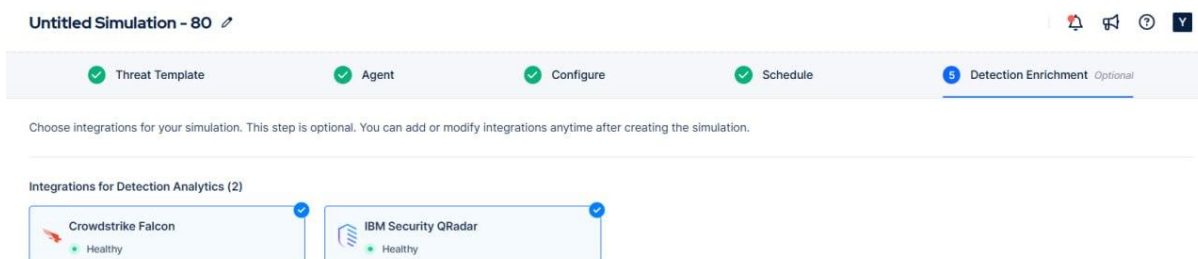 Untitled Simulation - 80
Y
Threat Template
Agent
Configure
Schedule
5 Detection Enrichment Optional
Choose integrations for your simulation. This step is optional. You can add or modify integrations anytime after creating the simulation.
Integrations for Detection Analytics (2)
Crowdstrike Falcon
Healthy
IBM Security QRadar
Healthy